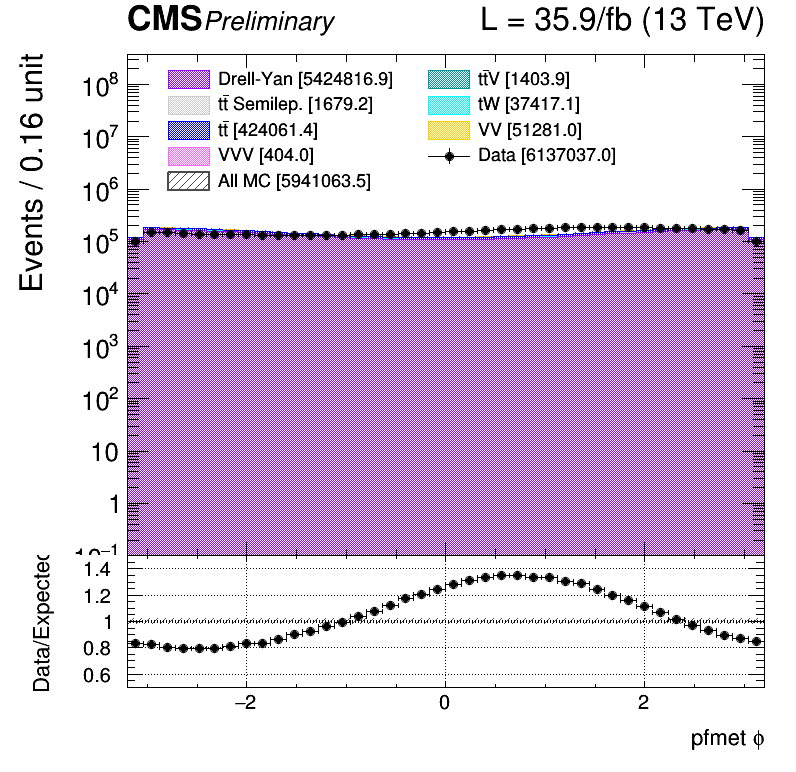 CMS Preliminary L = 35.9/fb (13 TeV)
Events / 0.16 unit
Drell-Yan [5424816.9]
tt̄V [1403.9]
tt̄ Semilep. [1679.2]
tW [37417.1]
tt̄ [424061.4]
VV [51281.0]
VVV [404.0]
Data [6137037.0]
All MC [5941063.5]
10⁸
10⁷
10⁶
10⁵
10⁴
10³
10²
10
1
10⁻¹
Data/Expected
1.4
1.2
1
0.8
0.6
−2 0 2
pfmet ϕ